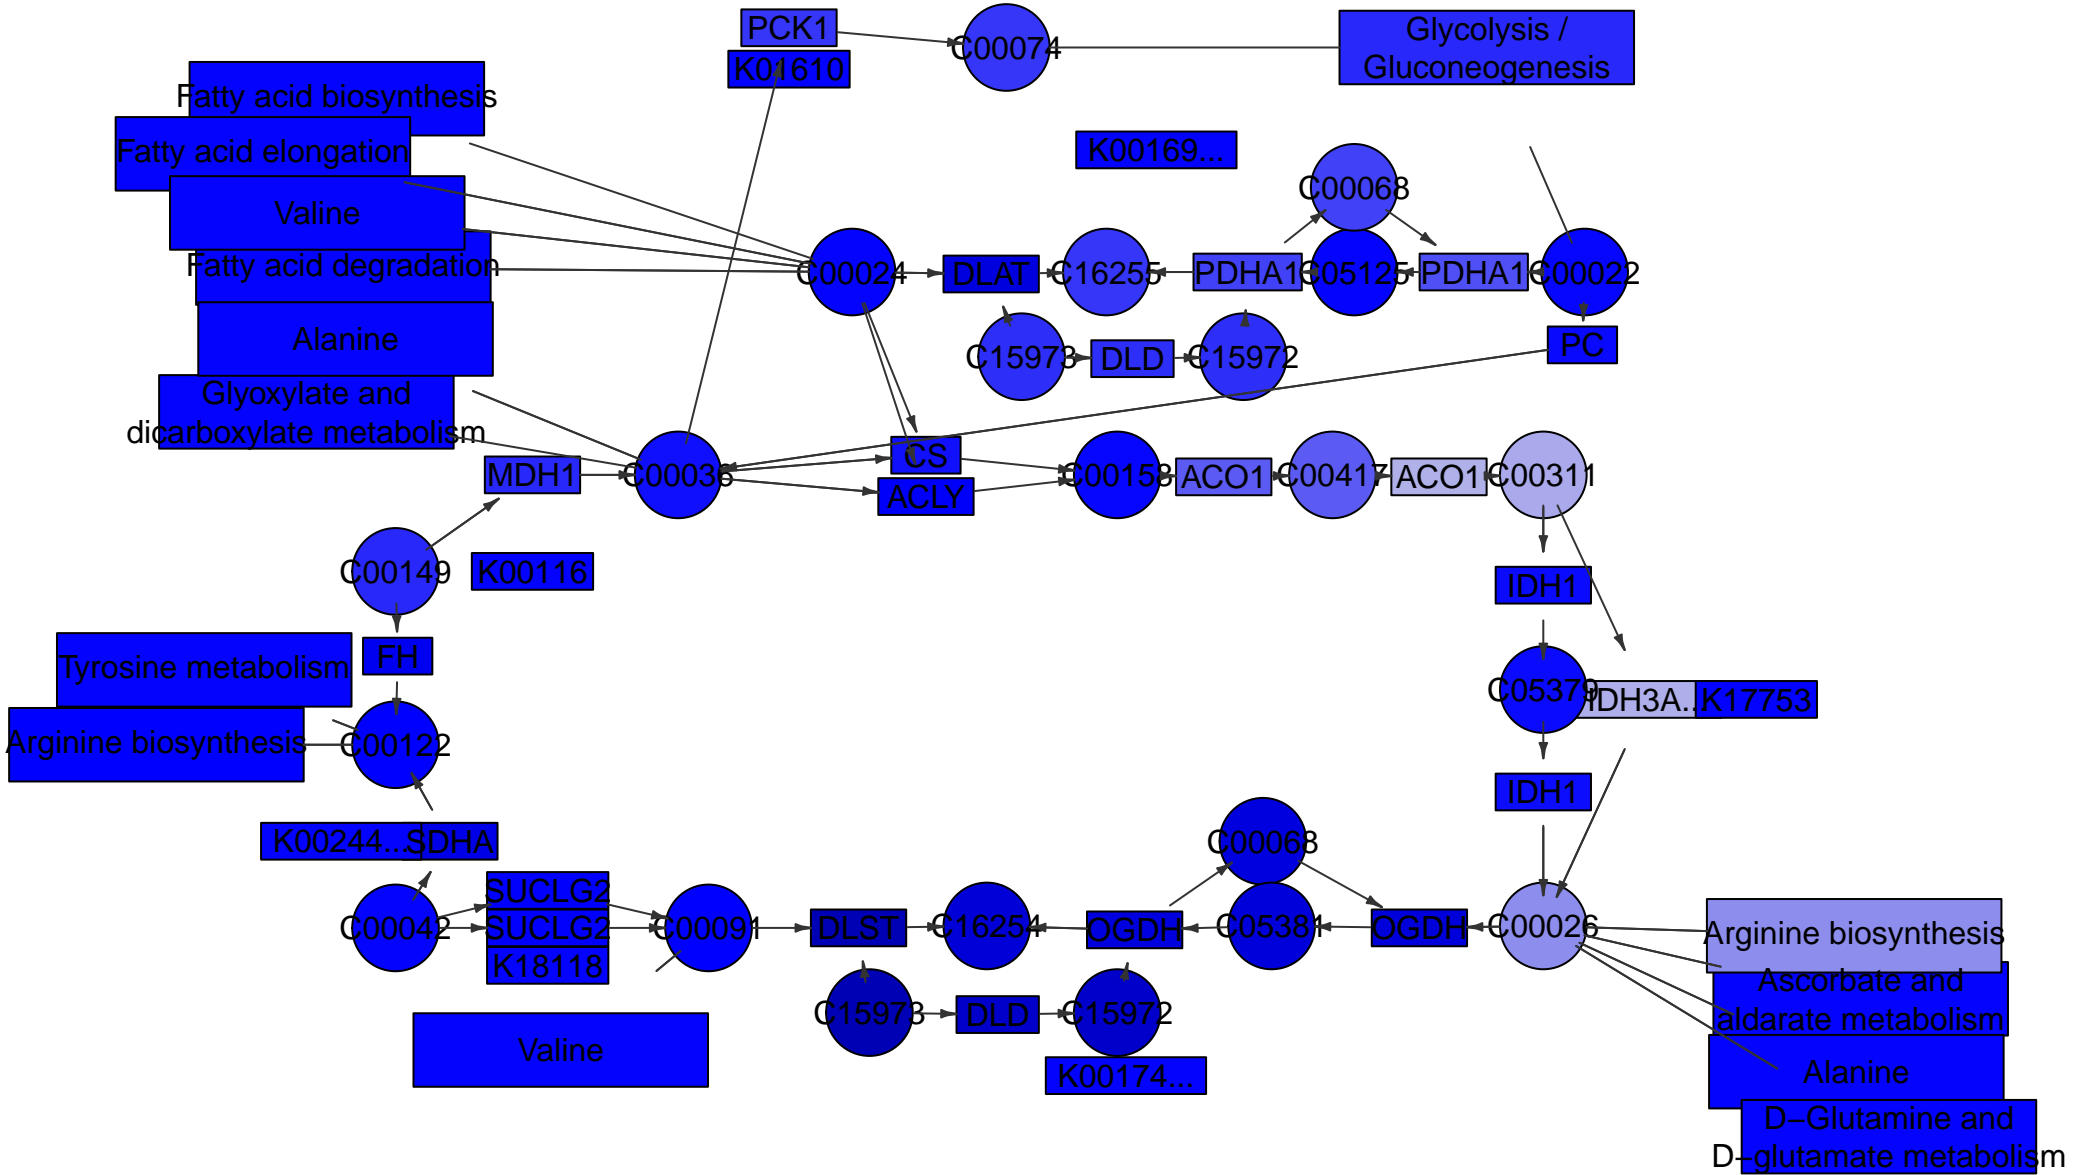 PCK1
C00074
Glycolysis /
Gluconeogenesis
K01610
Fatty acid biosynthesis
Fatty acid elongation
K00169...
C00068
Valine
Fatty acid degradation
C00024
DLAT
C16255
PDHA1
C05125
PDHA1
C00022
Alanine
C15973
DLD
C15972
PC
Glyoxylate and
dicarboxylate metabolism
MDH1
C00036
CS
ACLY
C00158
ACO1
C00417
ACO1
C00311
C00149
K00116
IDH1
FH
Tyrosine metabolism
C05379
IDH3A...
K17753
Arginine biosynthesis
C00122
IDH1
K00244...
SDHA
C00068
SUCLG2
C00042
SUCLG2
C00091
DLST
C16254
OGDH
C05381
OGDH
C00026
Arginine biosynthesis
K18118
Ascorbate and
aldarate metabolism
C15973
DLD
C15972
Valine
K00174...
Alanine
D−Glutamine and
D−glutamate metabolism